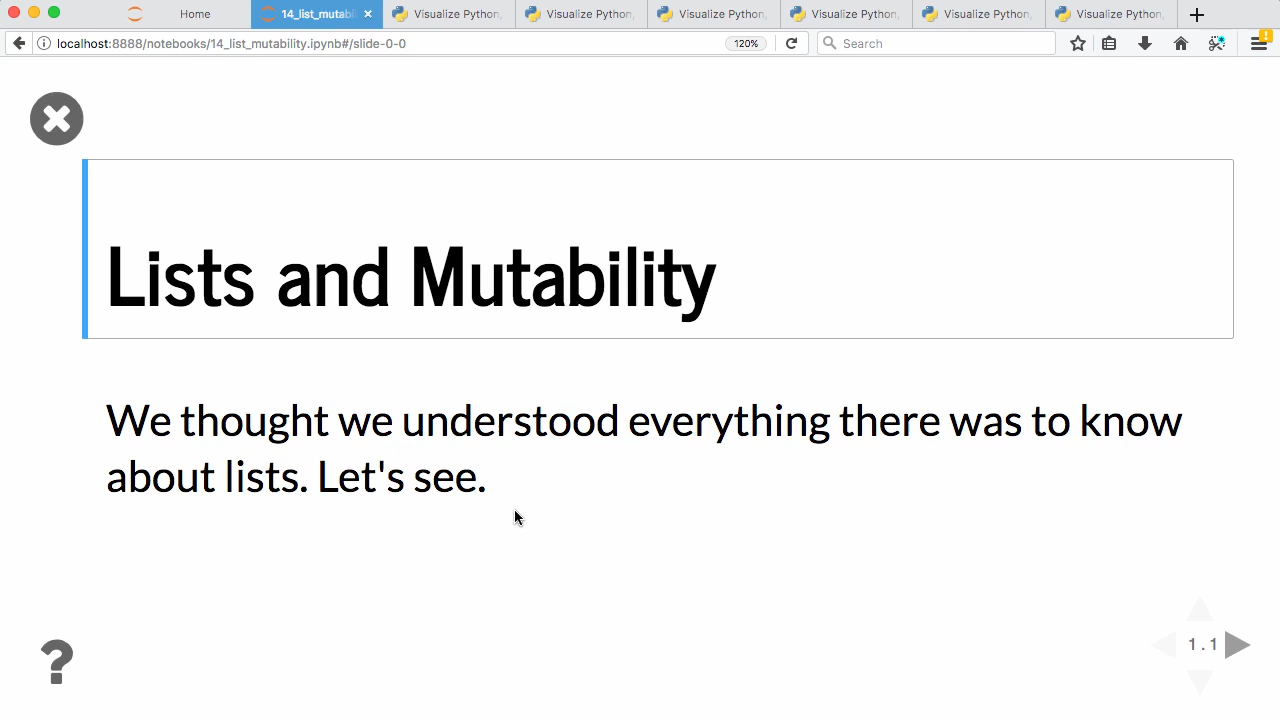 Home
14_list_mutabi
Visualize Python,
Visualize Python,
Visualize Python,
Visualize Python,
Visualize Python,
Visualize Python,
localhost:8888/notebooks/14_list_mutability.ipynb#/slide-0-0
120%
Search
Lists and Mutability
We thought we understood everything there was to know
about lists. Let's see.
?
1.1